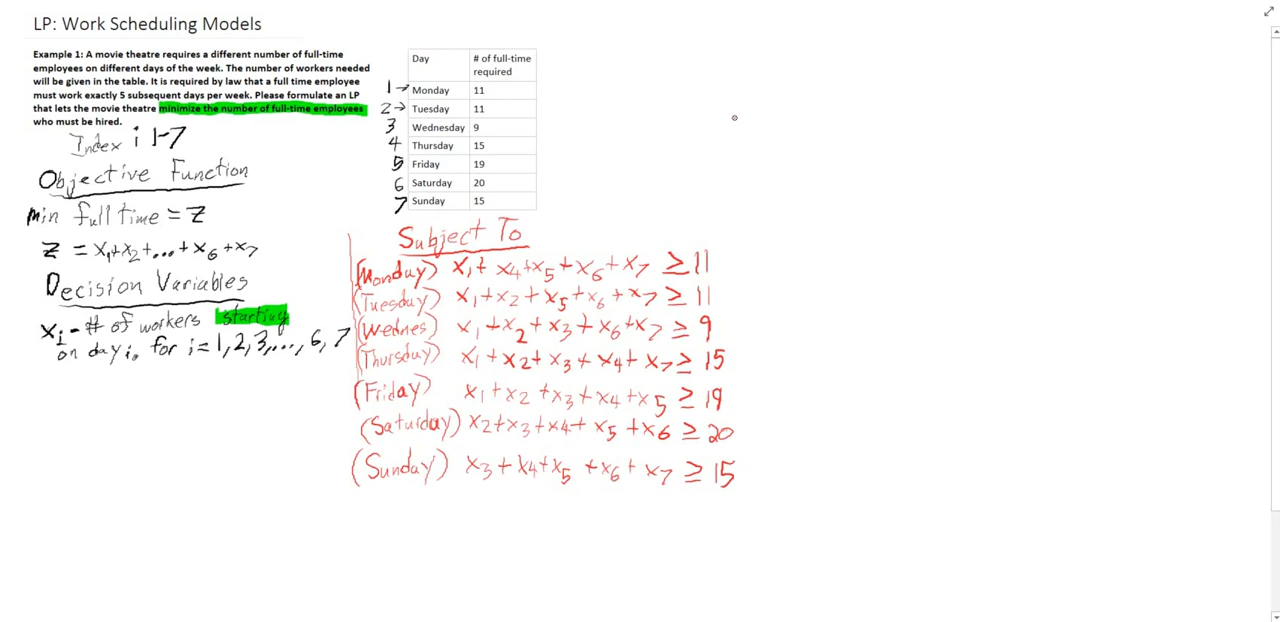 LP: Work Scheduling Models
Example 1: A movie theatre requires a different number of full-time
employees on different days of the week. The number of workers needed
will be given in the table. It is required by law that a full time employee
must work exactly 5 subsequent days per week. Please formulate an LP
that lets the movie theatre minimize the number of full-time employees
who must be hired.
Index i 1-7
Objective Function
Min full time = Z
Z = x₁+x₂+...+x₆+x₇
Decision Variables
xᵢ - # of workers starting
on day i. for i=1,2,3,...,6,7
Day # of full-time
required
1→ Monday 11
2→ Tuesday 11
3 Wednesday 9
4 Thursday 15
5 Friday 19
6 Saturday 20
7 Sunday 15
Subject To
(Monday) x₁+ x₄+x₅+x₆+x₇ ≥11
(Tuesday) x₁+x₂+x₅+x₆+x₇ ≥11
(Wednes) x₁+x₂+x₃+x₆+x₇ ≥ 9
(Thursday) x₁+x₂+x₃+x₄+x₇ ≥ 15
(Friday) x₁+x₂+x₃+x₄+x₅ ≥ 19
(Saturday) x₂+x₃+x₄+x₅+x₆ ≥ 20
(Sunday) x₃+x₄+x₅+x₆+x₇ ≥ 15